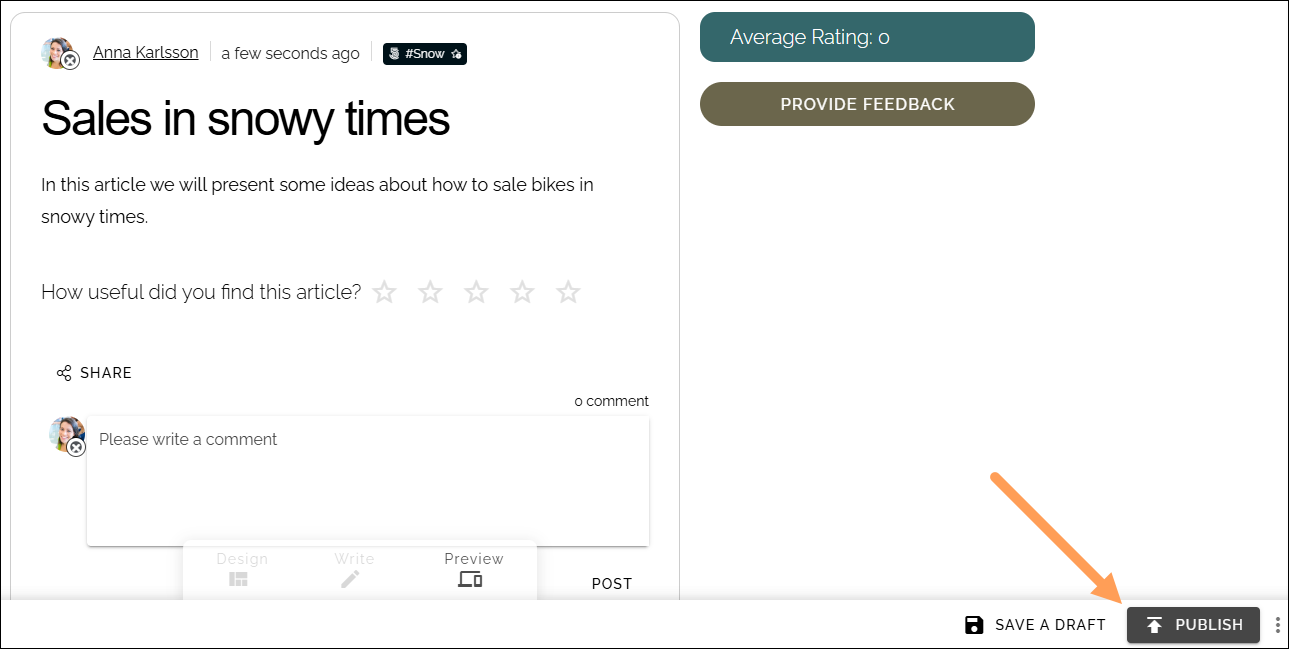 Anna Karlsson a few seconds ago #Snow
Sales in snowy times
In this article we will present some ideas about how to sale bikes in
snowy times.
How useful did you find this article?
SHARE
0 comment
Please write a comment
Design Write Preview
POST
Average Rating: 0
PROVIDE FEEDBACK
SAVE A DRAFT PUBLISH